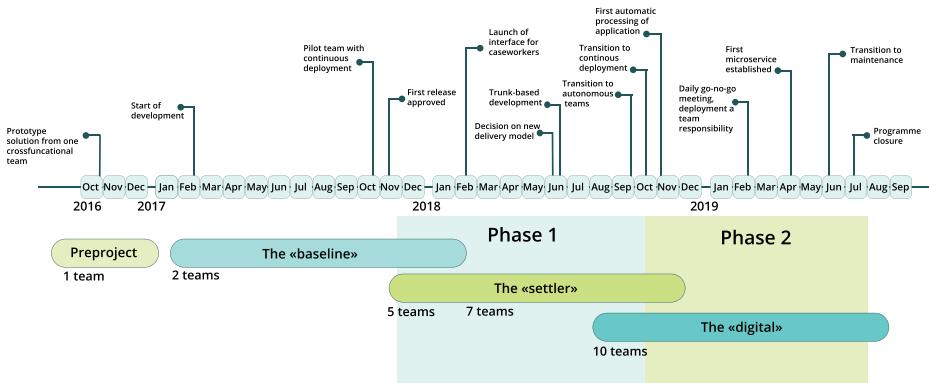 First automatic
processing of
application
Launch of
interface for
caseworkers
Pilot team with
continuous
deployment
Transition to
continous
deployment
First
microservice
established
Transition to
maintenance
First release
approved
Trunk-based
development
Transition to
autonomous
teams
Daily go-no-go
meeting,
deployment a
team
responsibility
Start of
development
Prototype
solution from one
crossfuncational
team
Decision on new
delivery model
Programme
closure
Oct Nov Dec Jan Feb Mar Apr May Jun Jul Aug Sep Oct Nov Dec Jan Feb Mar Apr May Jun Jul Aug Sep Oct Nov Dec Jan Feb Mar Apr May Jun Jul Aug Sep
2016 2017 2018 2019
Phase 1 Phase 2
Preproject The «baseline»
1 team 2 teams
The «settler»
5 teams 7 teams
The «digital»
10 teams